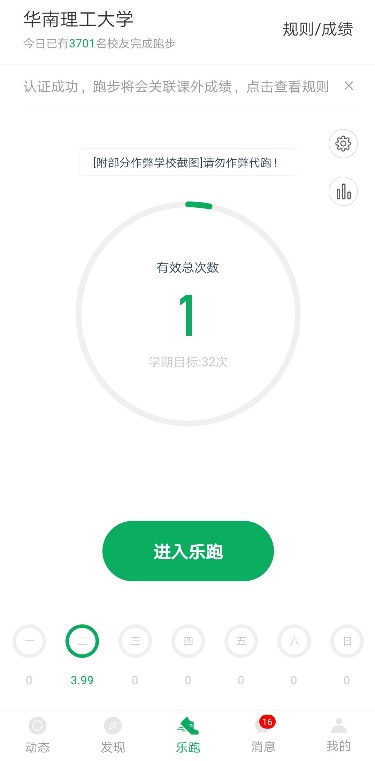 华南理工大学
规则/成绩
今日已有3701名校友完成跑步
认证成功，跑步将会关联课外成绩，点击查看规则 ×
[附部分作弊学校截图]请勿作弊代跑！
有效总次数
1
学期目标:32次
进入乐跑
一 二 三 四 五 六 日
0 3.99 0 0 0 0 0
16
动态 发现 乐跑 消息 我的